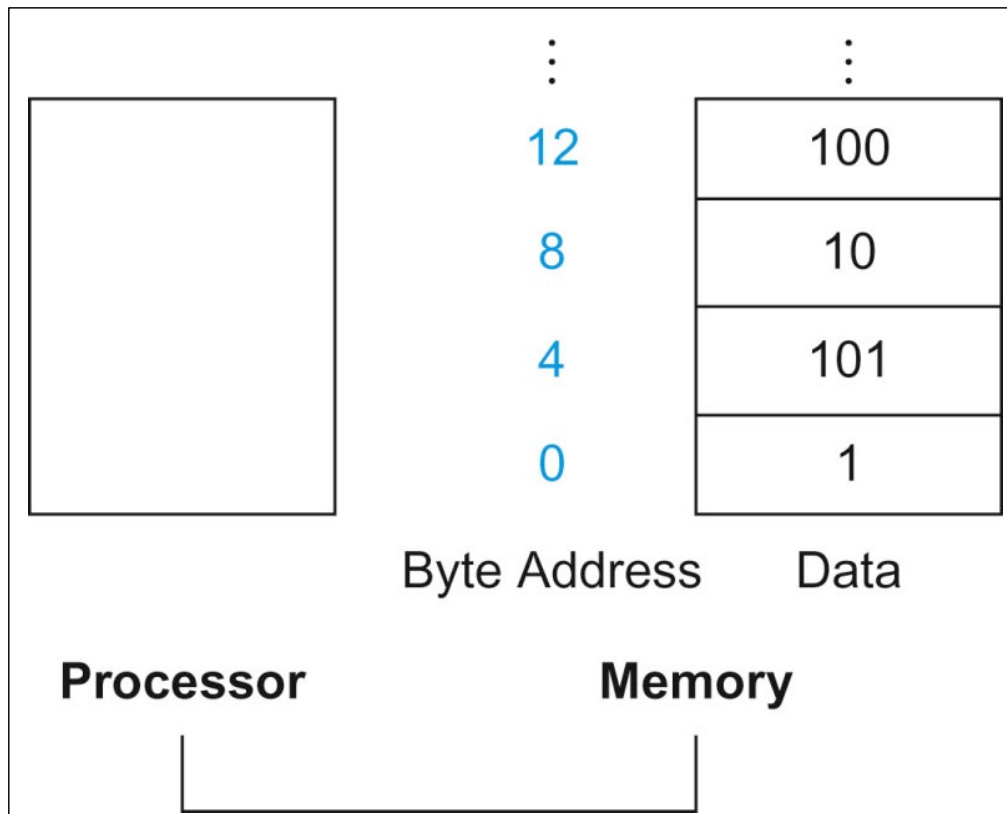 ⋮ ⋮
12 100
8 10
4 101
0 1
Byte Address Data
Processor Memory